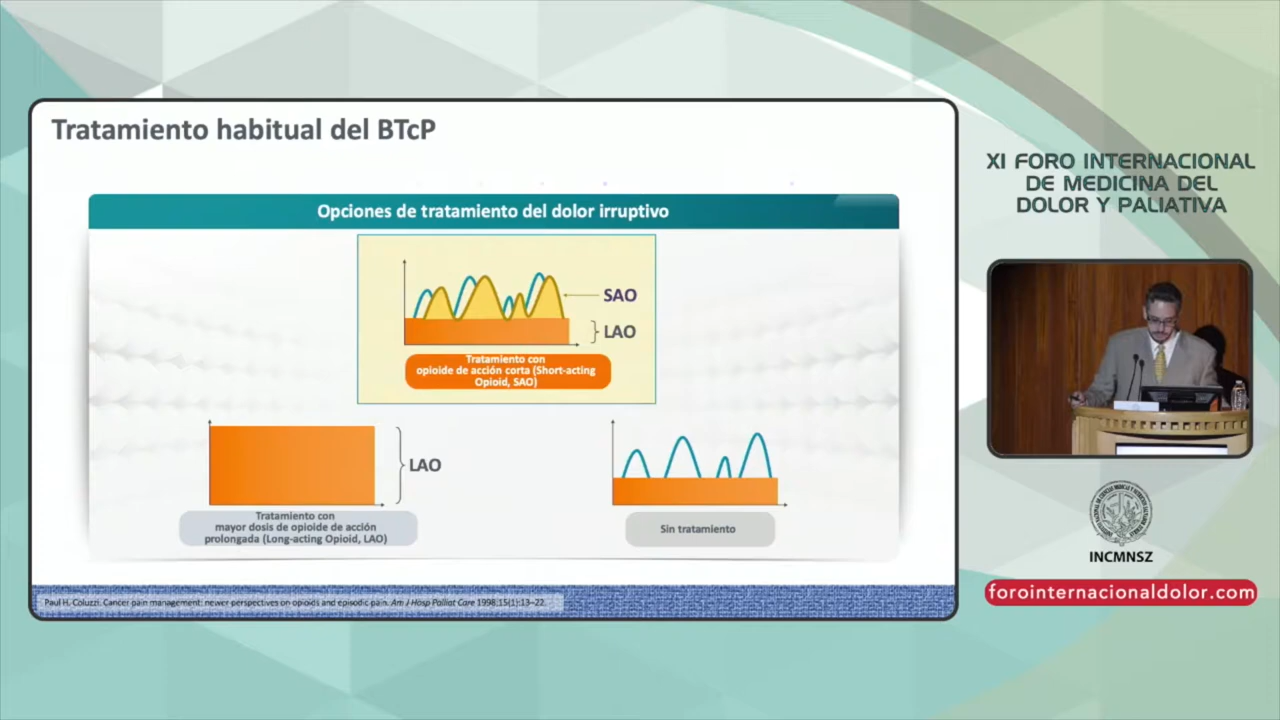 Tratamiento habitual del BTcP
Opciones de tratamiento del dolor irruptivo
SAO
LAO
Tratamiento con
opioide de acción corta (Short-acting
Opioid, SAO)
LAO
Tratamiento con
mayor dosis de opioide de acción
prolongada (Long-acting Opioid, LAO)
Sin tratamiento
Paul H. Coluzzi. Cancer pain management: newer perspectives on opioids and episodic pain. Am J Hosp Palliat Care 1998;15(1):13–22.
XI FORO INTERNACIONAL
DE MEDICINA DEL
DOLOR Y PALIATIVA
INCMNSZ
forointernacionaldolor.com